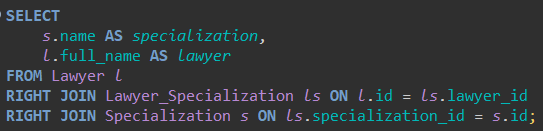 SELECT
s.name AS specialization,
l.full_name AS lawyer
FROM Lawyer l
RIGHT JOIN Lawyer_Specialization ls ON l.id = ls.lawyer_id
RIGHT JOIN Specialization s ON ls.specialization_id = s.id;